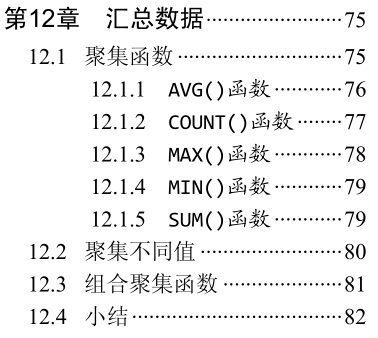 第12章 汇总数据……………………75
12.1 聚集函数……………………75
12.1.1 AVG()函数…………76
12.1.2 COUNT()函数………77
12.1.3 MAX()函数…………78
12.1.4 MIN()函数…………79
12.1.5 SUM()函数…………79
12.2 聚集不同值…………………80
12.3 组合聚集函数………………81
12.4 小结…………………………82